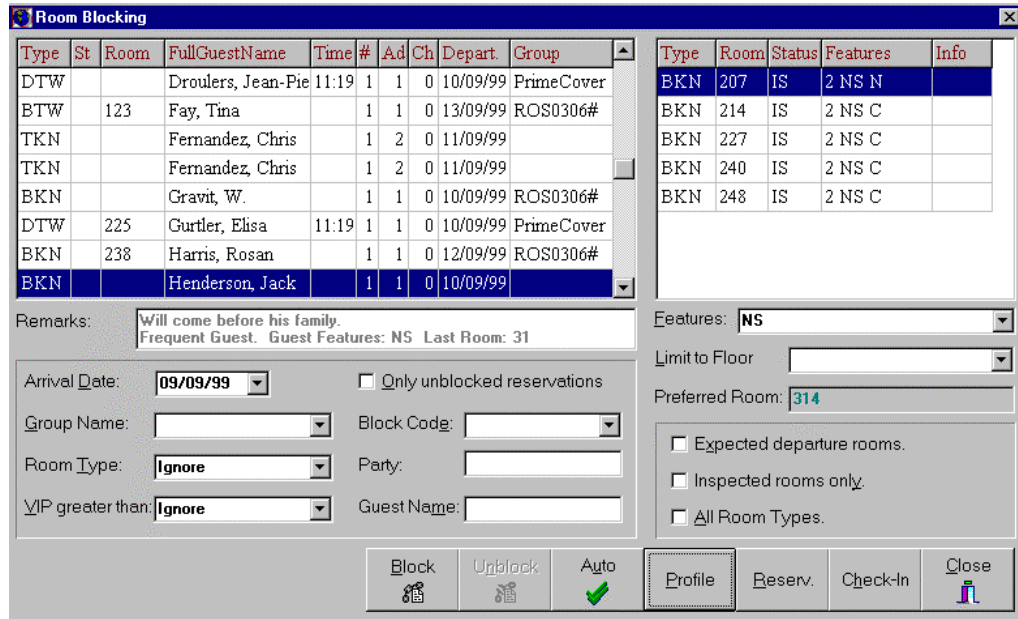 Room Blocking
Type St Room FullGuestName Time # Ad Ch Depart. Group
DTW Droulers, Jean-Pie 11:19 1 1 0 10/09/99 PrimeCover
BTW 123 Fay, Tina 1 1 0 13/09/99 ROS0306#
TKN Fernandez, Chris 1 2 0 11/09/99
TKN Fernandez, Chris 1 2 0 11/09/99
BKN Gravit, W. 1 1 0 10/09/99 ROS0306#
DTW 225 Gurtler, Elisa 11:19 1 1 0 10/09/99 PrimeCover
BKN 238 Harris, Rosan 1 1 0 12/09/99 ROS0306#
BKN Henderson, Jack 1 1 0 10/09/99
Type Room Status Features Info
BKN 207 IS 2 NS N
BKN 214 IS 2 NS C
BKN 227 IS 2 NS C
BKN 240 IS 2 NS C
BKN 248 IS 2 NS C
Remarks: Will come before his family.
Frequent Guest. Guest Features: NS Last Room: 31
Features: NS
Limit to Floor
Preferred Room: 314
Arrival Date: 09/09/99 Only unblocked reservations
Group Name: Block Code:
Room Type: Ignore Party:
VIP greater than: Ignore Guest Name:
Expected departure rooms.
Inspected rooms only.
All Room Types.
Block Unblock Auto Profile Reserv. Check-In Close